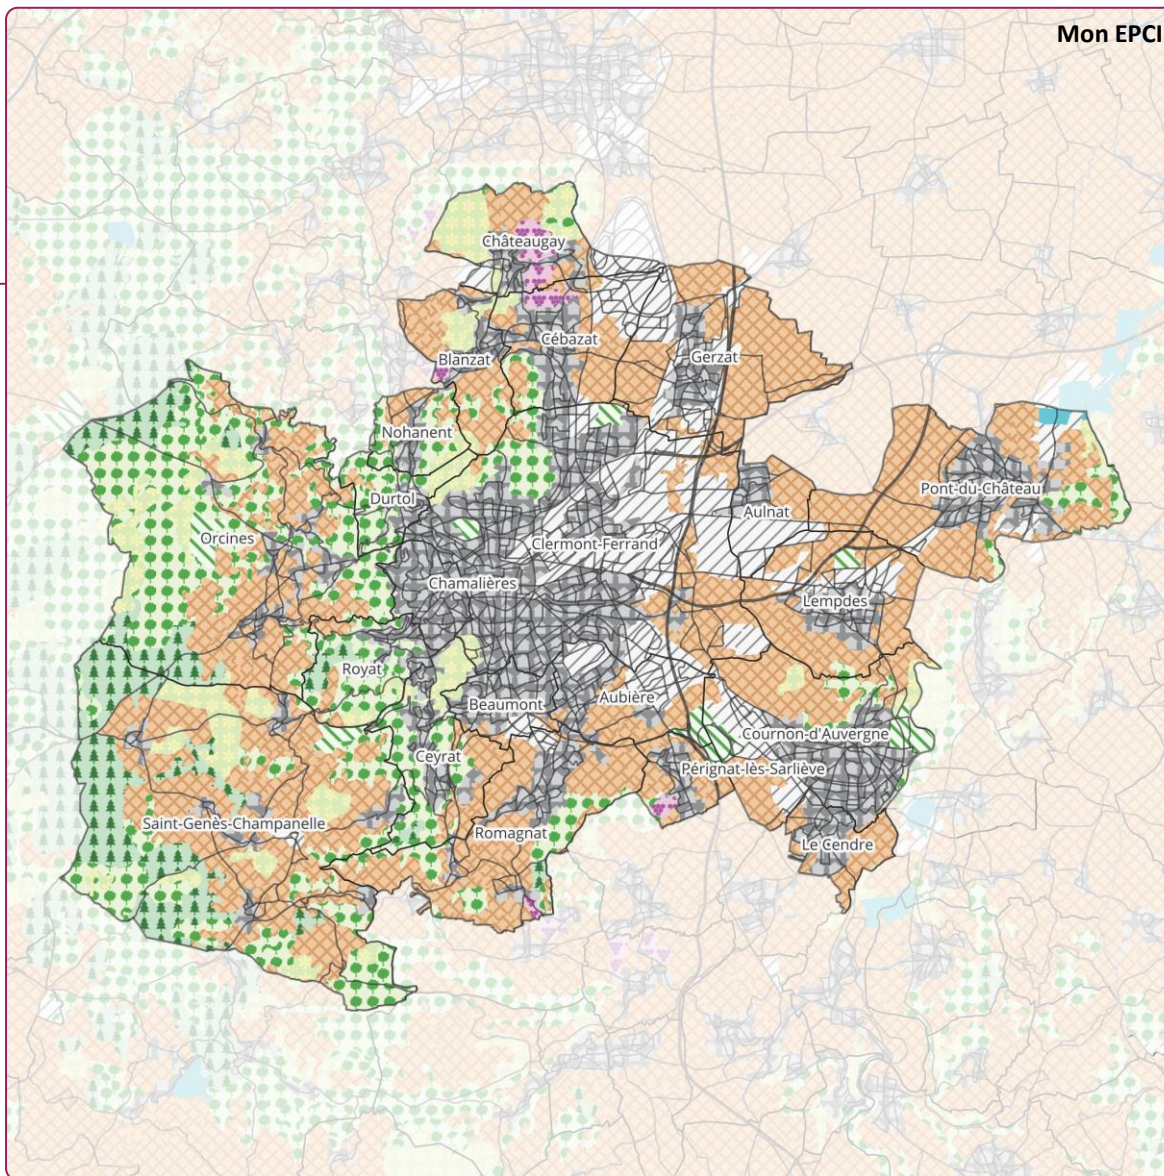 Mon EPCI
Châteaugay
Cébazat
Blanzat
Gerzat
Nohanent
Pont-du-Château
Durtol
Aulnat
Orcines
Clermont-Ferrand
Chamalières
Lempdes
Royat
Aubière
Beaumont
Cournon-d'Auvergne
Ceyrat
Pérignat-lès-Sarliève
Saint-Genès-Champanelle
Romagnat
Le Cendre